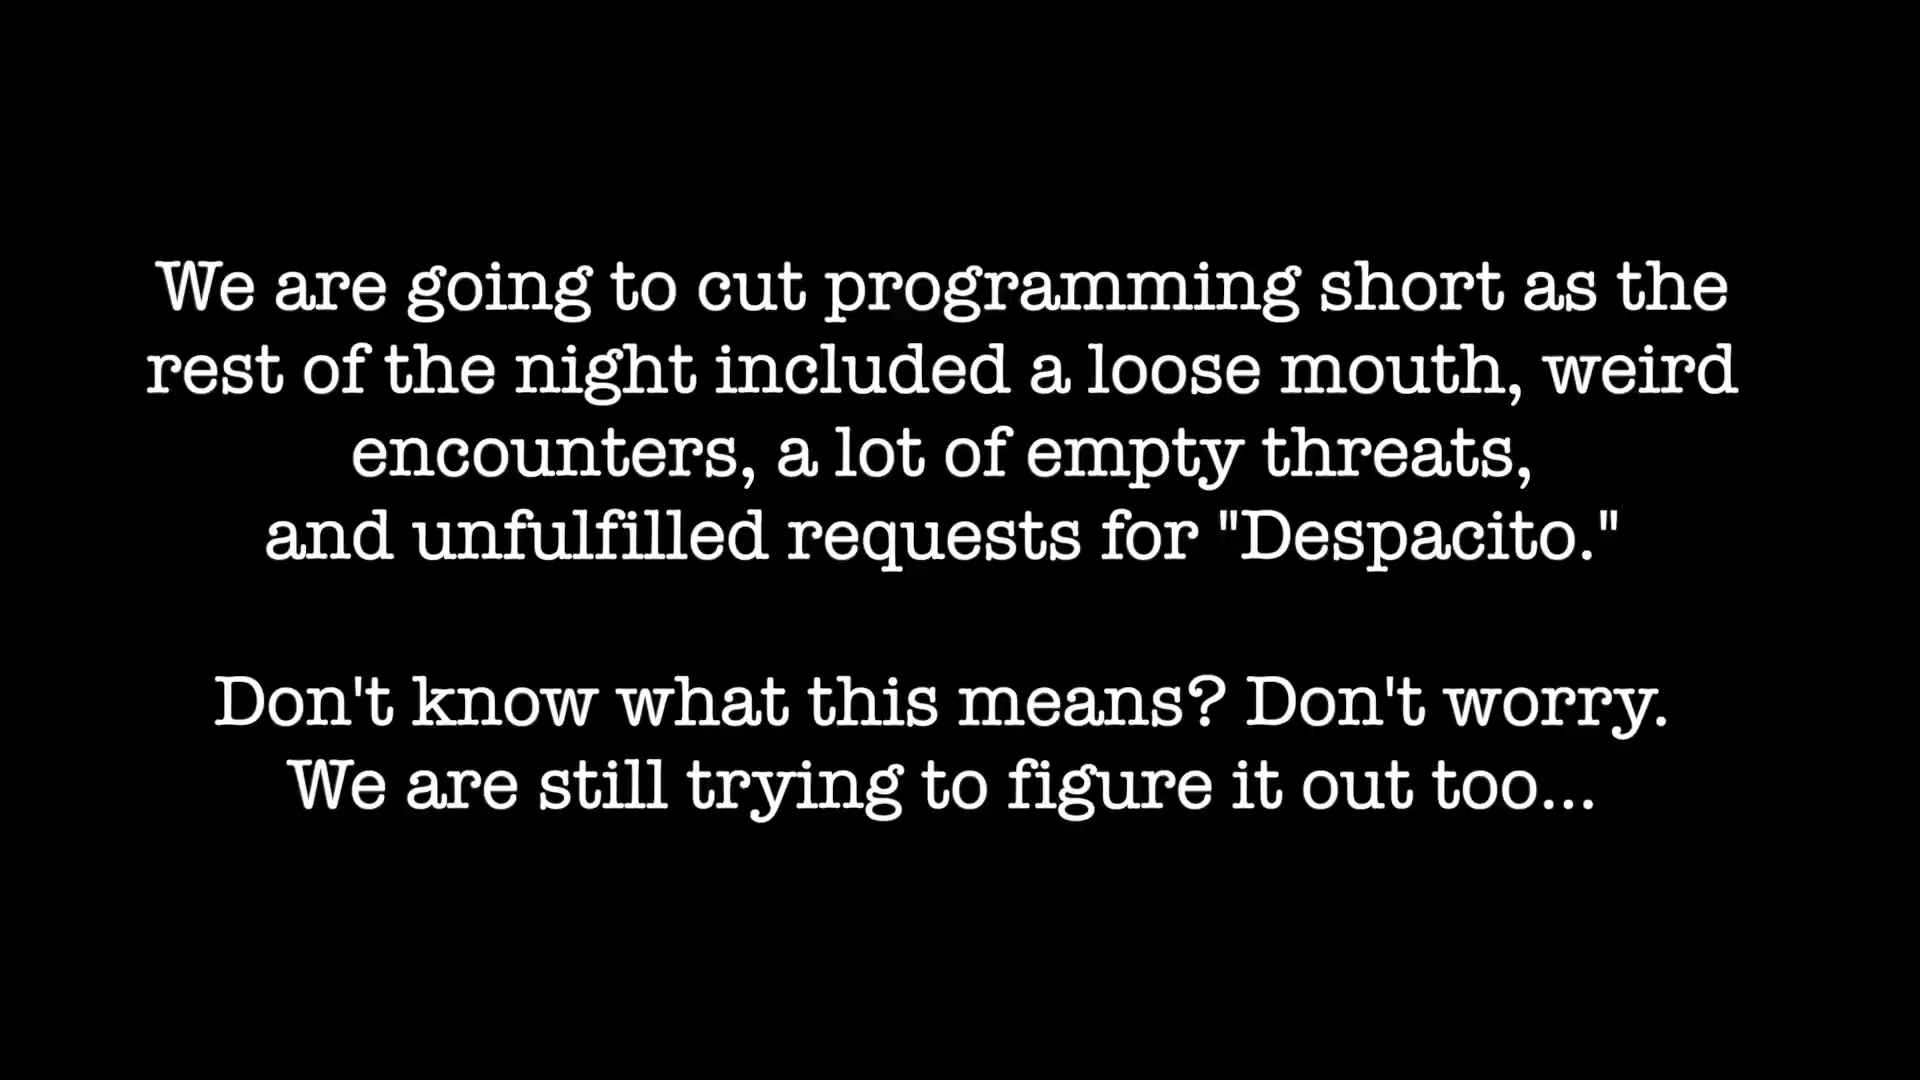 We are going to cut programming short as the
rest of the night included a loose mouth, weird
encounters, a lot of empty threats,
and unfulfilled requests for "Despacito."
Don't know what this means? Don't worry.
We are still trying to figure it out too...